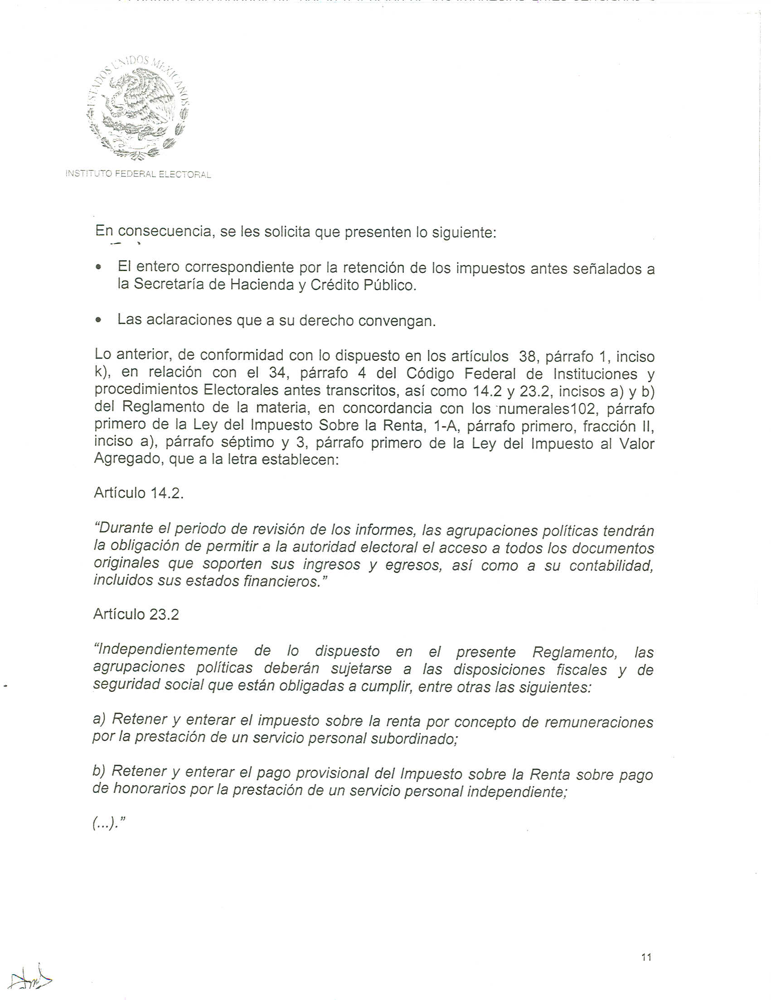 ESTADOS UNIDOS MEXICANOS
INSTITUTO FEDERAL ELECTORAL
En consecuencia, se les solicita que presenten lo siguiente:
• El entero correspondiente por la retención de los impuestos antes señalados a
la Secretaría de Hacienda y Crédito Público.
• Las aclaraciones que a su derecho convengan.
Lo anterior, de conformidad con lo dispuesto en los artículos 38, párrafo 1, inciso
k), en relación con el 34, párrafo 4 del Código Federal de Instituciones y
procedimientos Electorales antes transcritos, así como 14.2 y 23.2, incisos a) y b)
del Reglamento de la materia, en concordancia con los numerales102, párrafo
primero de la Ley del Impuesto Sobre la Renta, 1-A, párrafo primero, fracción II,
inciso a), párrafo séptimo y 3, párrafo primero de la Ley del Impuesto al Valor
Agregado, que a la letra establecen:
Artículo 14.2.
“Durante el periodo de revisión de los informes, las agrupaciones políticas tendrán
la obligación de permitir a la autoridad electoral el acceso a todos los documentos
originales que soporten sus ingresos y egresos, así como a su contabilidad,
incluidos sus estados financieros.”
Artículo 23.2
“Independientemente de lo dispuesto en el presente Reglamento, las
agrupaciones políticas deberán sujetarse a las disposiciones fiscales y de
seguridad social que están obligadas a cumplir, entre otras las siguientes:
a) Retener y enterar el impuesto sobre la renta por concepto de remuneraciones
por la prestación de un servicio personal subordinado;
b) Retener y enterar el pago provisional del Impuesto sobre la Renta sobre pago
de honorarios por la prestación de un servicio personal independiente;
(...).”
11